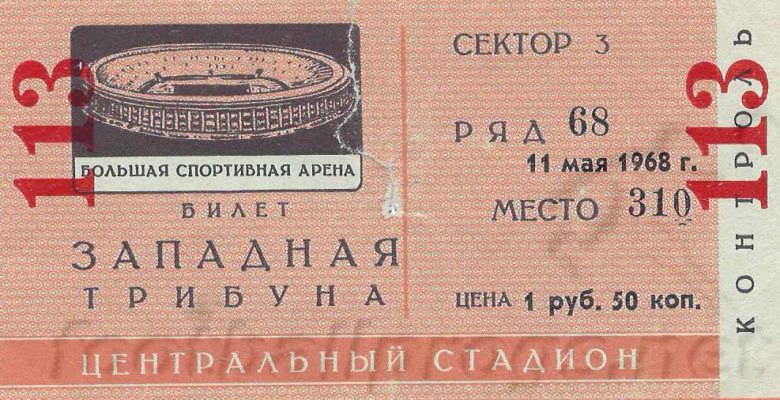 113
БОЛЬШАЯ СПОРТИВНАЯ АРЕНА
БИЛЕТ
ЗАПАДНАЯ
ТРИБУНА
СЕКТОР 3
РЯД 68
11 мая 1968 г.
МЕСТО 310
ЦЕНА 1 руб. 50 коп.
113
КОНТРОЛЬ
ЦЕНТРАЛЬНЫЙ СТАДИОН